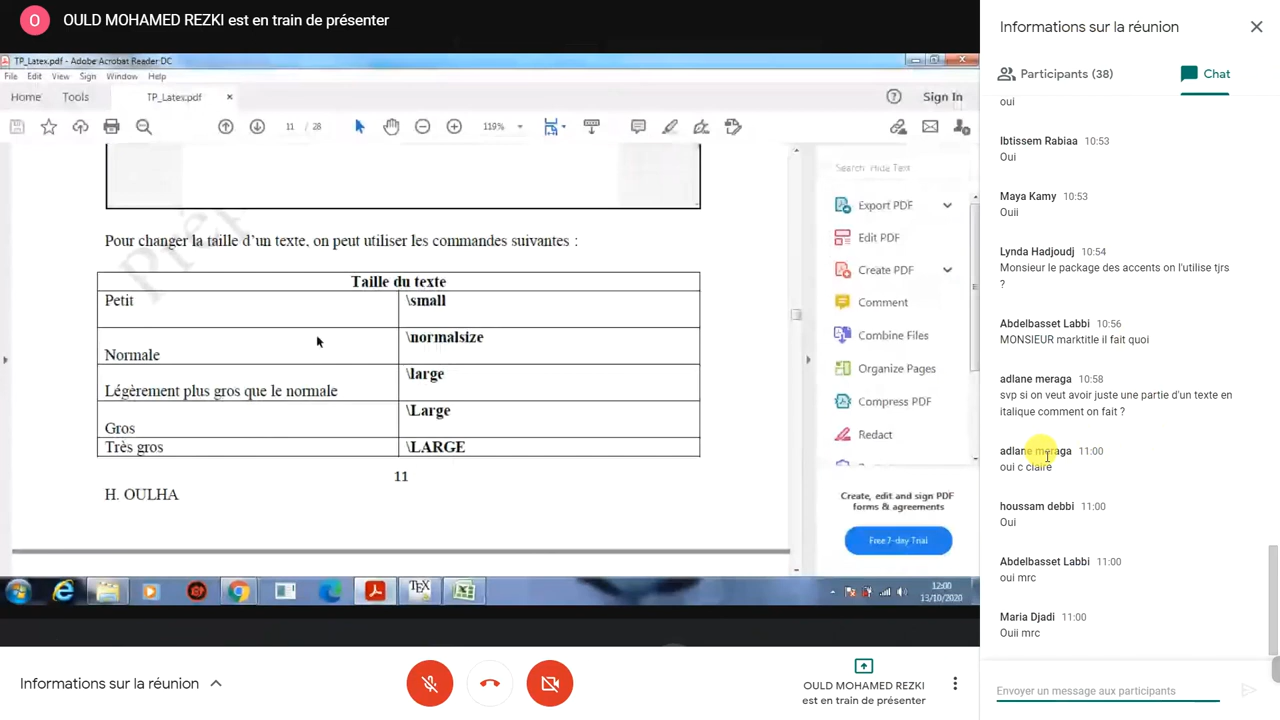 O OULD MOHAMED REZKI est en train de présenter
TP_Latex.pdf - Adobe Acrobat Reader DC
File Edit View Sign Window Help
Home Tools TP_Latex.pdf × Sign In
11 / 28 119%
Pour changer la taille d'un texte, on peut utiliser les commandes suivantes :
Taille du texte
Petit \small
Normale \normalsize
Légèrement plus gros que le normale \large
Gros \Large
Très gros \LARGE
11
H. OULHA
Search 'Hide Text'
Export PDF
Edit PDF
Create PDF
Comment
Combine Files
Organize Pages
Compress PDF
Redact
Create, edit and sign PDF
forms & agreements
Free 7-day Trial
TEX
12:00
13/10/2020
Informations sur la réunion
OULD MOHAMED REZKI
est en train de présenter
Informations sur la réunion
Participants (38) Chat
oui
Ibtissem Rabiaa 10:53
Oui
Maya Kamy 10:53
Ouii
Lynda Hadjoudj 10:54
Monsieur le package des accents on l'utilise tjrs
?
Abdelbasset Labbi 10:56
MONSIEUR marktitle il fait quoi
adlane meraga 10:58
svp si on veut avoir juste une partie d'un texte en
italique comment on fait ?
adlane meraga 11:00
oui c claire
houssam debbi 11:00
Oui
Abdelbasset Labbi 11:00
oui mrc
Maria Djadi 11:00
Ouii mrc
Envoyer un message aux participants